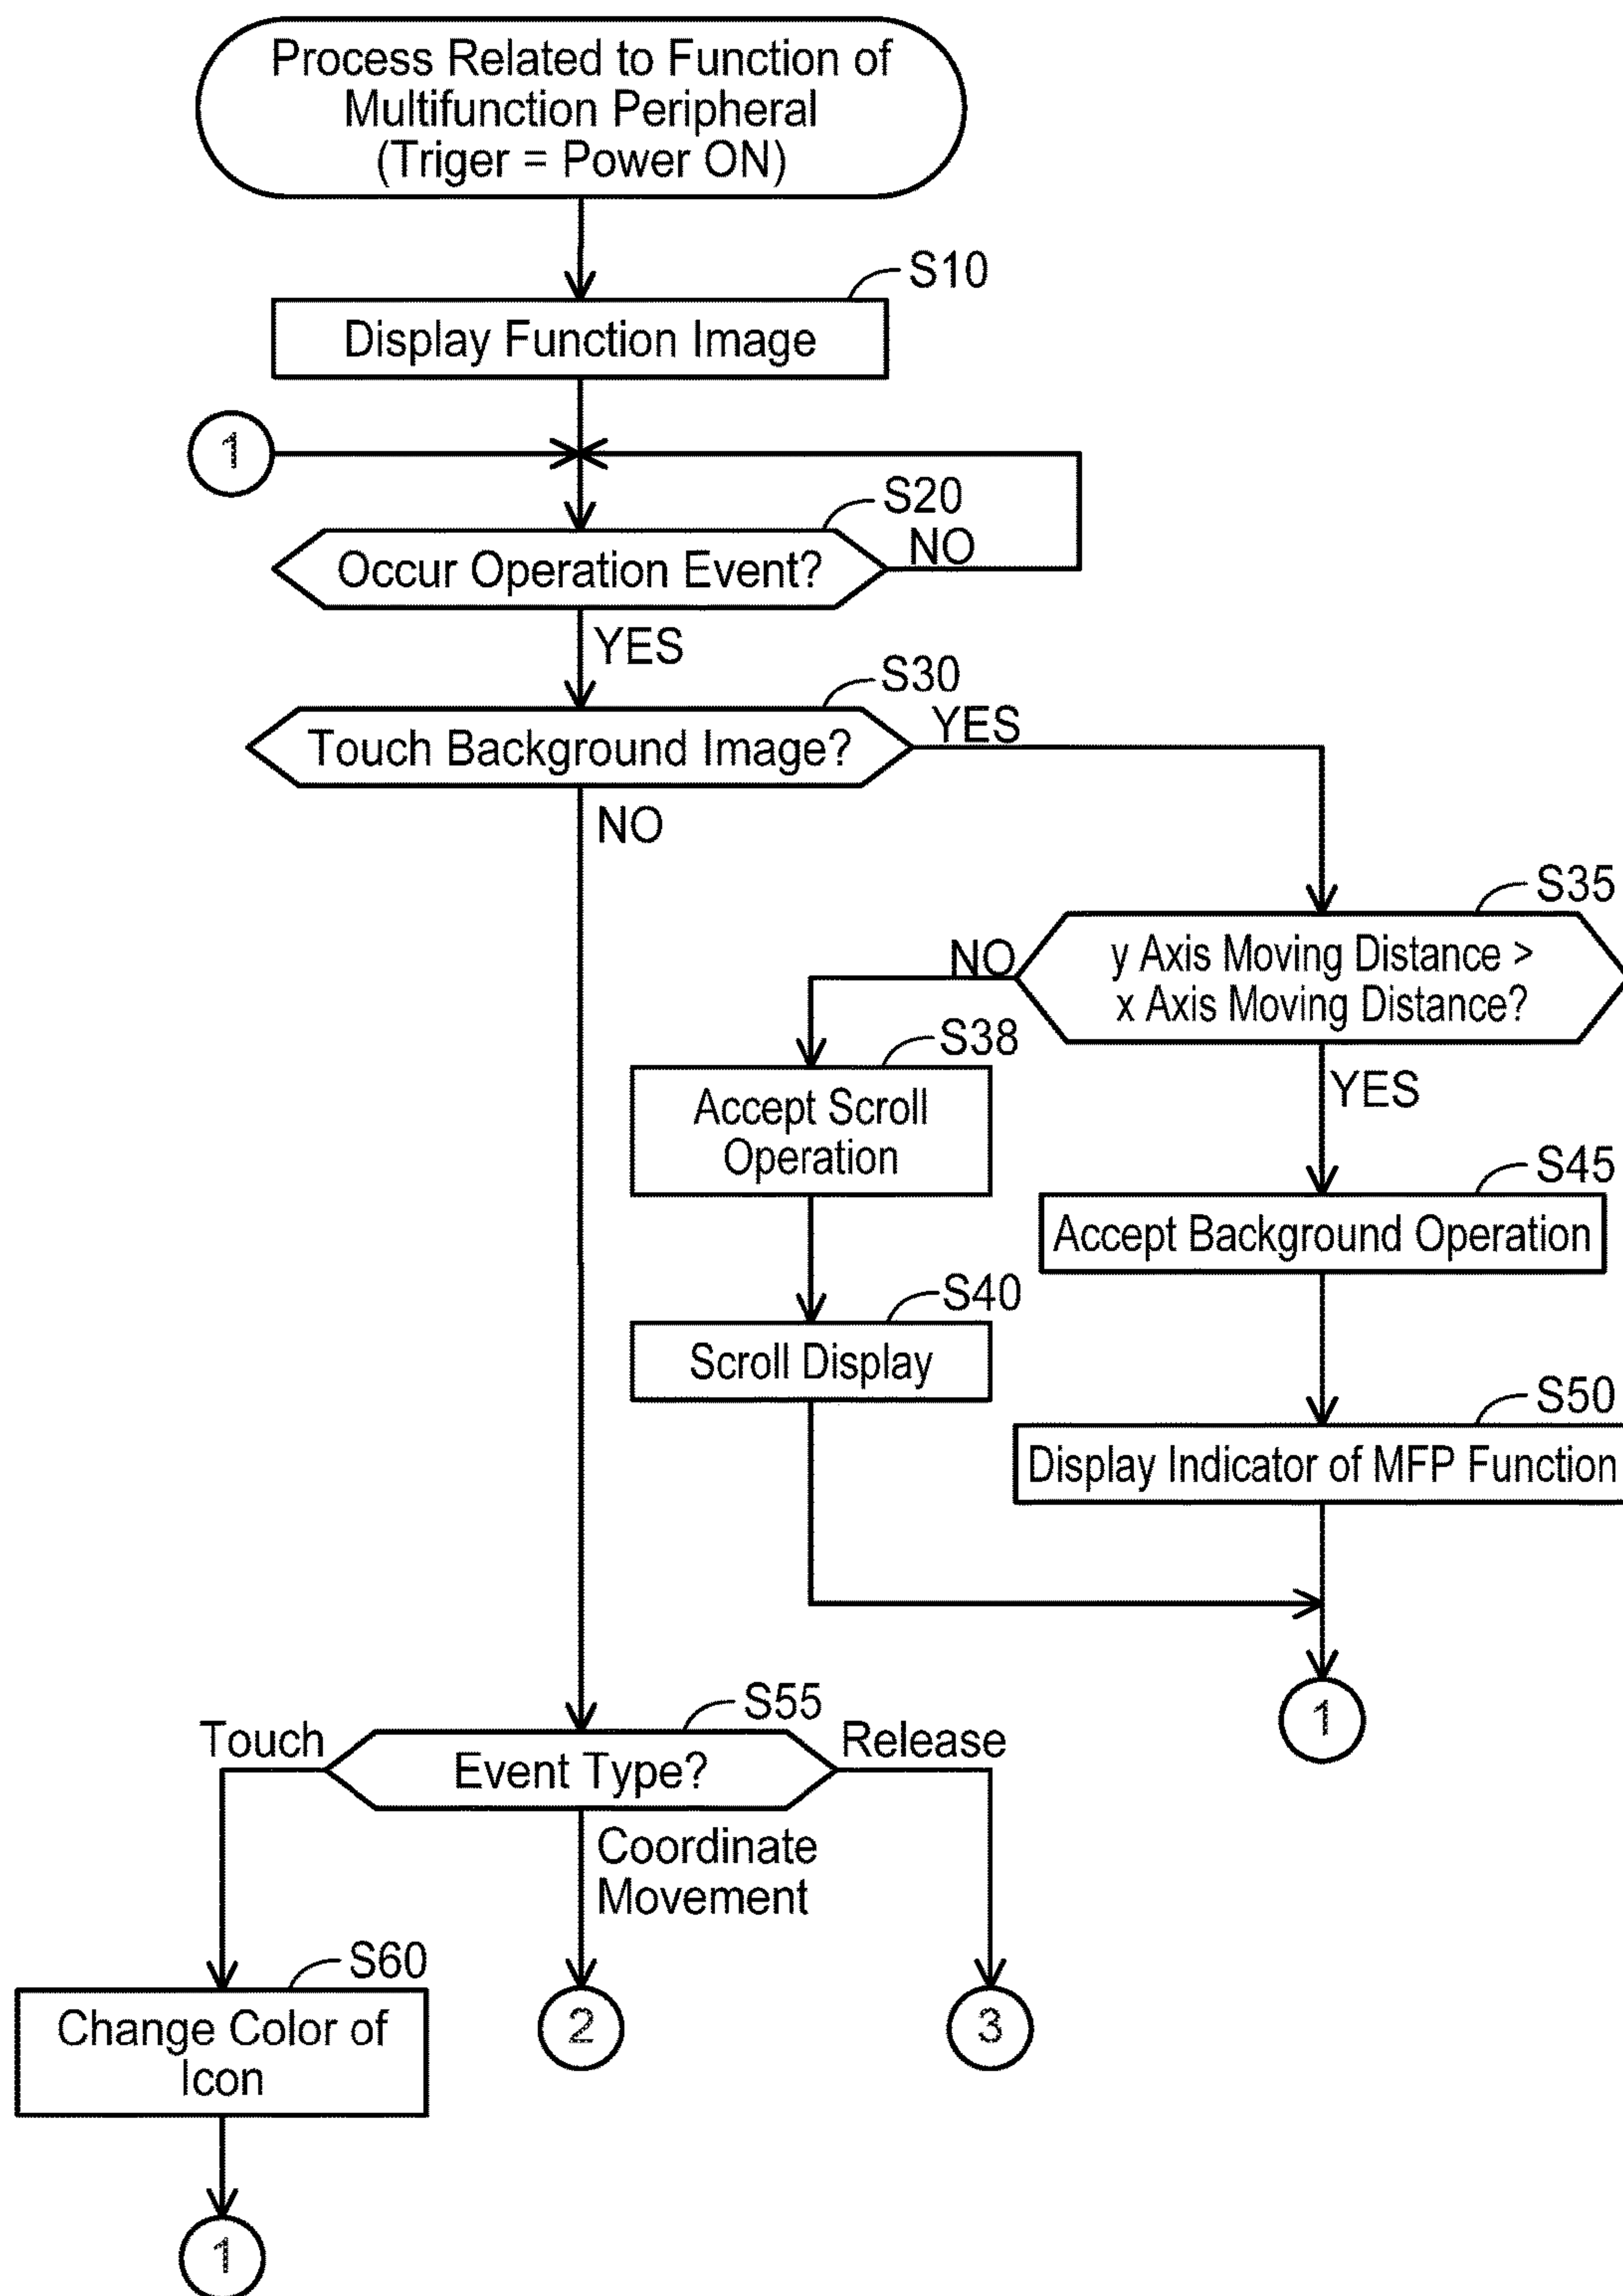 Process Related to Function of
Multifunction Peripheral
(Triger = Power ON)
S10
Display Function Image
1
S20
Occur Operation Event?
NO
YES
S30
Touch Background Image?
YES
NO
S35
y Axis Moving Distance >
x Axis Moving Distance?
NO
YES
S38
Accept Scroll
Operation
S45
Accept Background Operation
S40
Scroll Display
S50
Display Indicator of MFP Function
1
S55
Event Type?
Touch
Release
Coordinate
Movement
S60
Change Color of
Icon
2
3
1